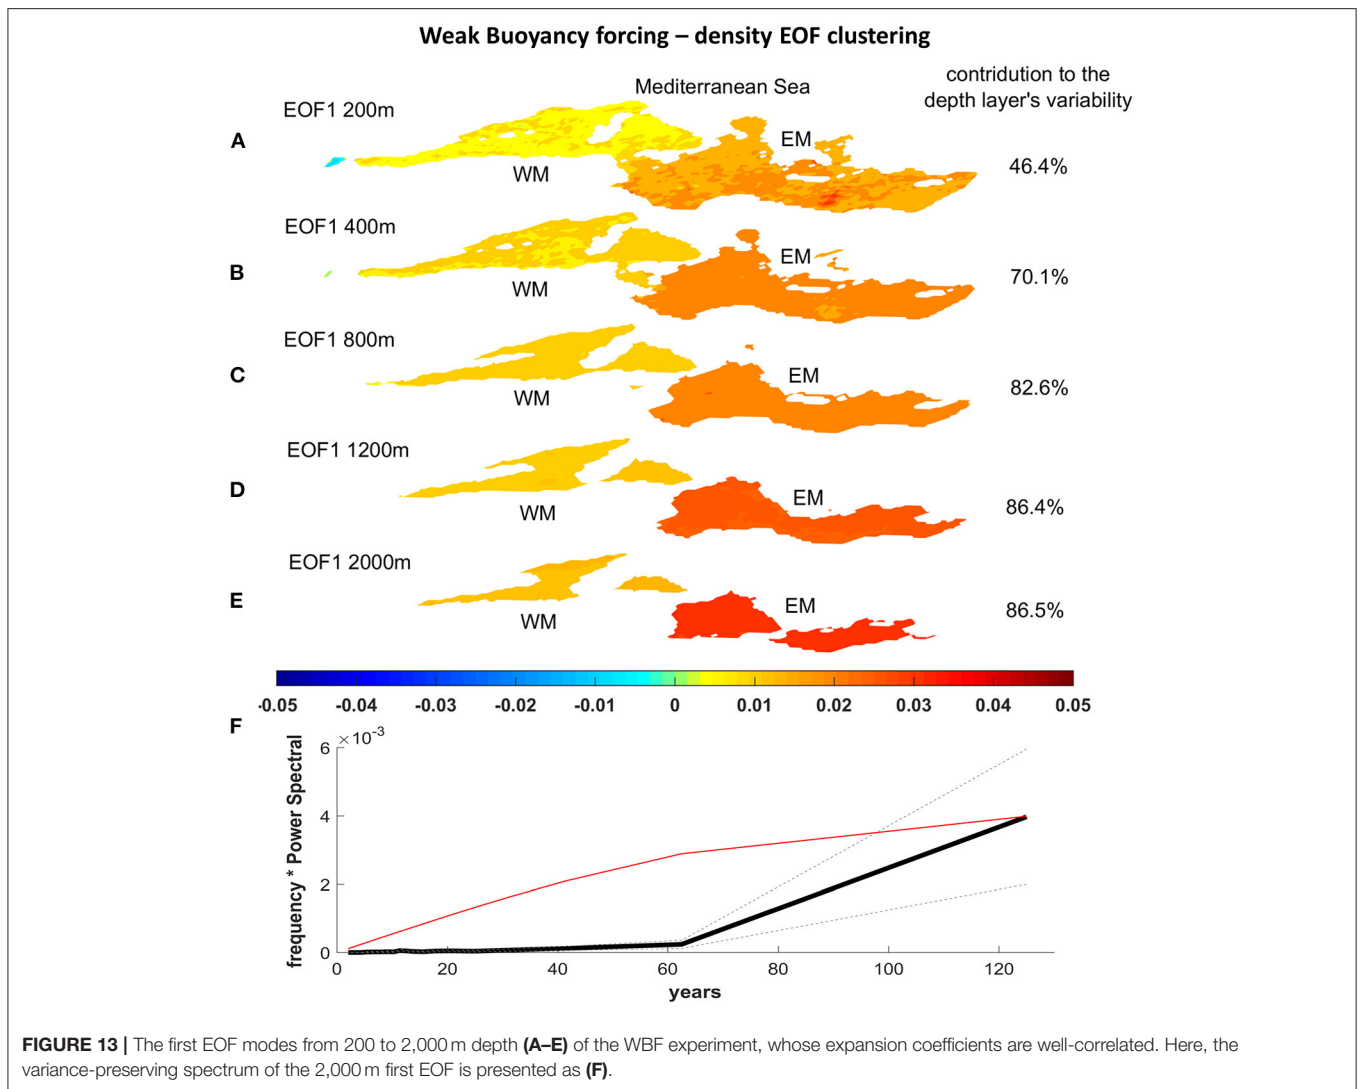 Weak Buoyancy forcing – density EOF clustering
Mediterranean Sea
contridution to the
depth layer's variability
EOF1 200m
A
EM
WM
46.4%
EOF1 400m
B
EM
WM
70.1%
EOF1 800m
C
EM
WM
82.6%
EOF1 1200m
D
EM
WM
86.4%
EOF1 2000m
E
EM
WM
86.5%
-0.05 -0.04 -0.03 -0.02 -0.01 0 0.01 0.02 0.03 0.04 0.05
F
×10-3
6
4
2
0
frequency * Power Spectral
0 20 40 60 80 100 120
years
FIGURE 13 | The first EOF modes from 200 to 2,000 m depth (A–E) of the WBF experiment, whose expansion coefficients are well-correlated. Here, the
variance-preserving spectrum of the 2,000 m first EOF is presented as (F).